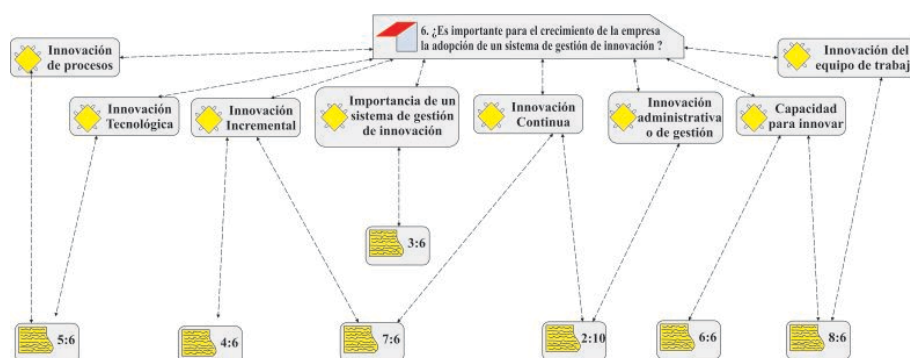 6. ¿Es importante para el crecimiento de la empresa
la adopción de un sistema de gestión de innovación ?
Innovación
de procesos
Innovación del
equipo de trabaj
Innovación
Tecnológica
Innovación
Incremental
Importancia de un
sistema de gestión
de innovación
Innovación
Continua
Innovación
administrativa
o de gestión
Capacidad
para innovar
3:6
5:6
4:6
7:6
2:10
6:6
8:6